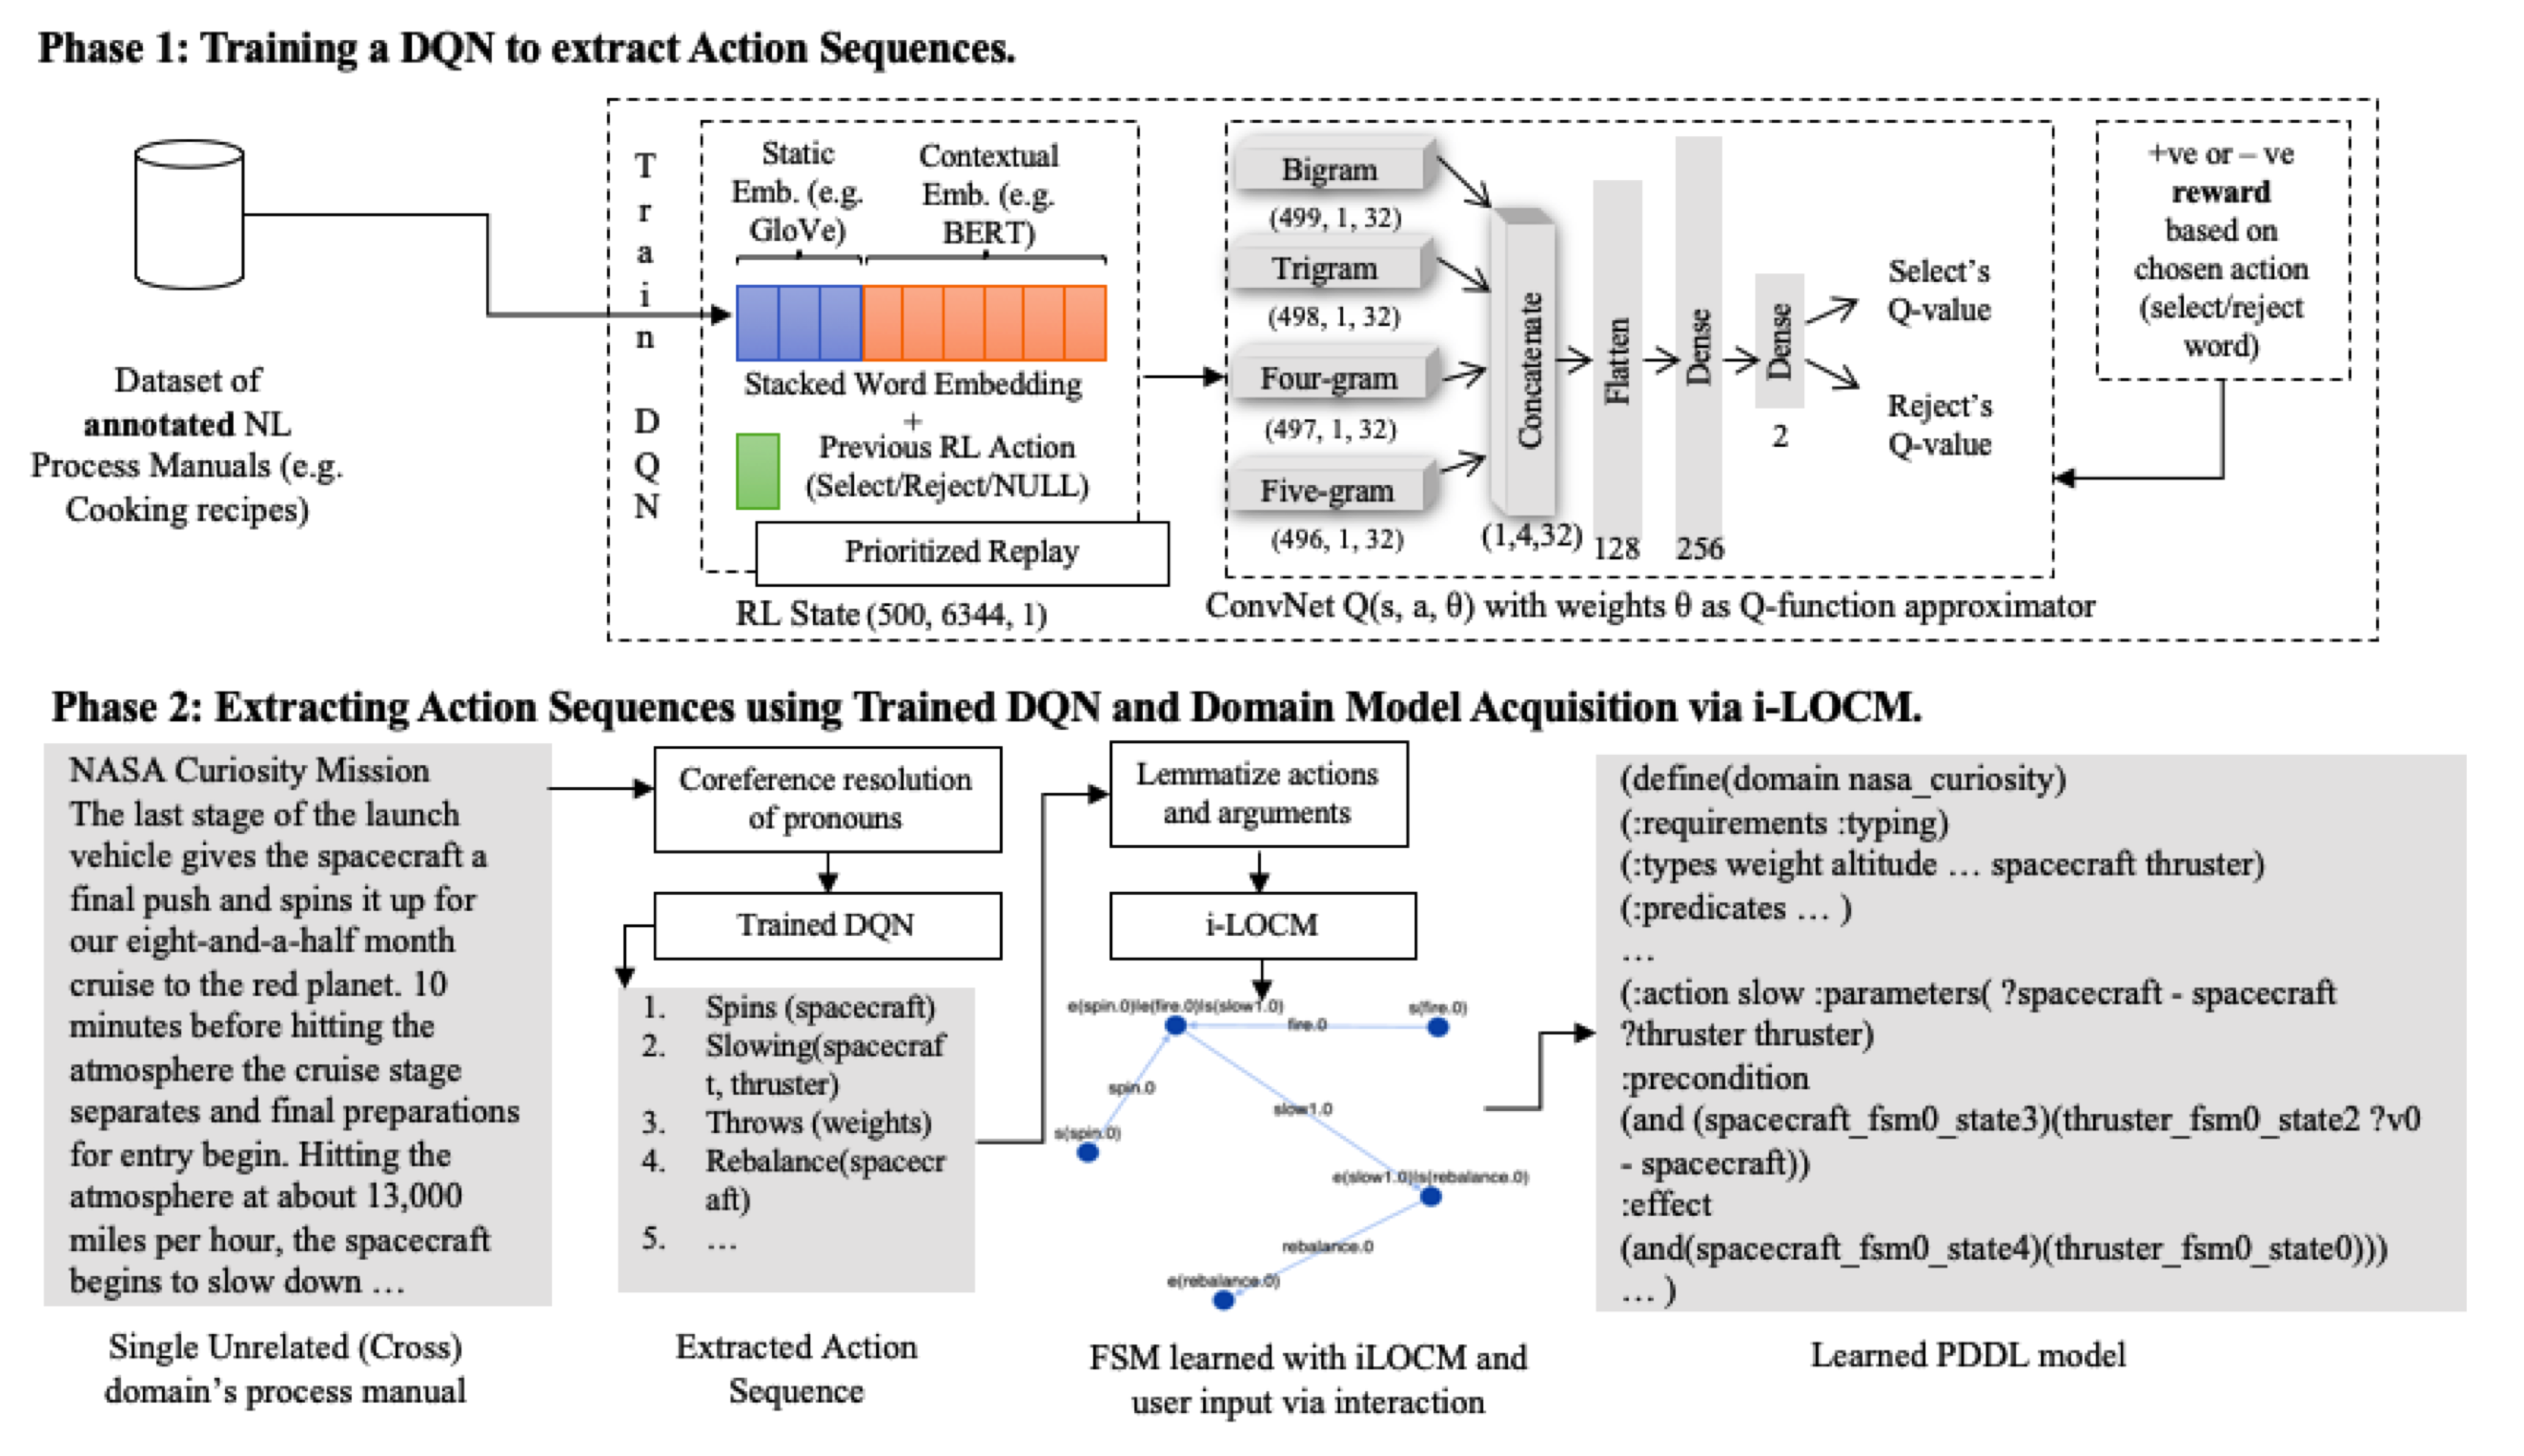 Phase 1: Training a DQN to extract Action Sequences.
Dataset of
annotated NL
Process Manuals (e.g.
Cooking recipes)
Train
DQN
Static
Emb. (e.g.
GloVe)
Contextual
Emb. (e.g.
BERT)
Stacked Word Embedding
+
Previous RL Action
(Select/Reject/NULL)
Prioritized Replay
RL State (500, 6344, 1)
Bigram
(499, 1, 32)
Trigram
(498, 1, 32)
Four-gram
(497, 1, 32)
Five-gram
(496, 1, 32)
Concatenate
(1,4,32)
Flatten
128
Dense
256
Dense
2
Select's
Q-value
Reject's
Q-value
ConvNet Q(s, a, θ) with weights θ as Q-function approximator
+ve or – ve
reward
based on
chosen action
(select/reject
word)
Phase 2: Extracting Action Sequences using Trained DQN and Domain Model Acquisition via i-LOCM.
NASA Curiosity Mission
The last stage of the launch
vehicle gives the spacecraft a
final push and spins it up for
our eight-and-a-half month
cruise to the red planet. 10
minutes before hitting the
atmosphere the cruise stage
separates and final preparations
for entry begin. Hitting the
atmosphere at about 13,000
miles per hour, the spacecraft
begins to slow down …
Single Unrelated (Cross)
domain's process manual
Coreference resolution
of pronouns
Trained DQN
1. Spins (spacecraft)
2. Slowing(spacecraf
t, thruster)
3. Throws (weights)
4. Rebalance(spacecr
aft)
5. …
Extracted Action
Sequence
Lemmatize actions
and arguments
i-LOCM
e(spin.0)|e(fire.0)|s(slow1.0)
s(fire.0)
fire.0
spin.0
slow1.0
s(spin.0)
e(slow1.0)|s(rebalance.0)
rebalance.0
e(rebalance.0)
FSM learned with iLOCM and
user input via interaction
(define(domain nasa_curiosity)
(:requirements :typing)
(:types weight altitude … spacecraft thruster)
(:predicates … )
…
(:action slow :parameters( ?spacecraft - spacecraft
?thruster thruster)
:precondition
(and (spacecraft_fsm0_state3)(thruster_fsm0_state2 ?v0
- spacecraft))
:effect
(and(spacecraft_fsm0_state4)(thruster_fsm0_state0)))
… )
Learned PDDL model